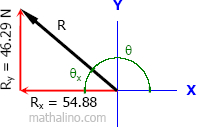 Y
R
θ
Ry = 46.29 N
θx
X
Rx = 54.88
mathalino.com